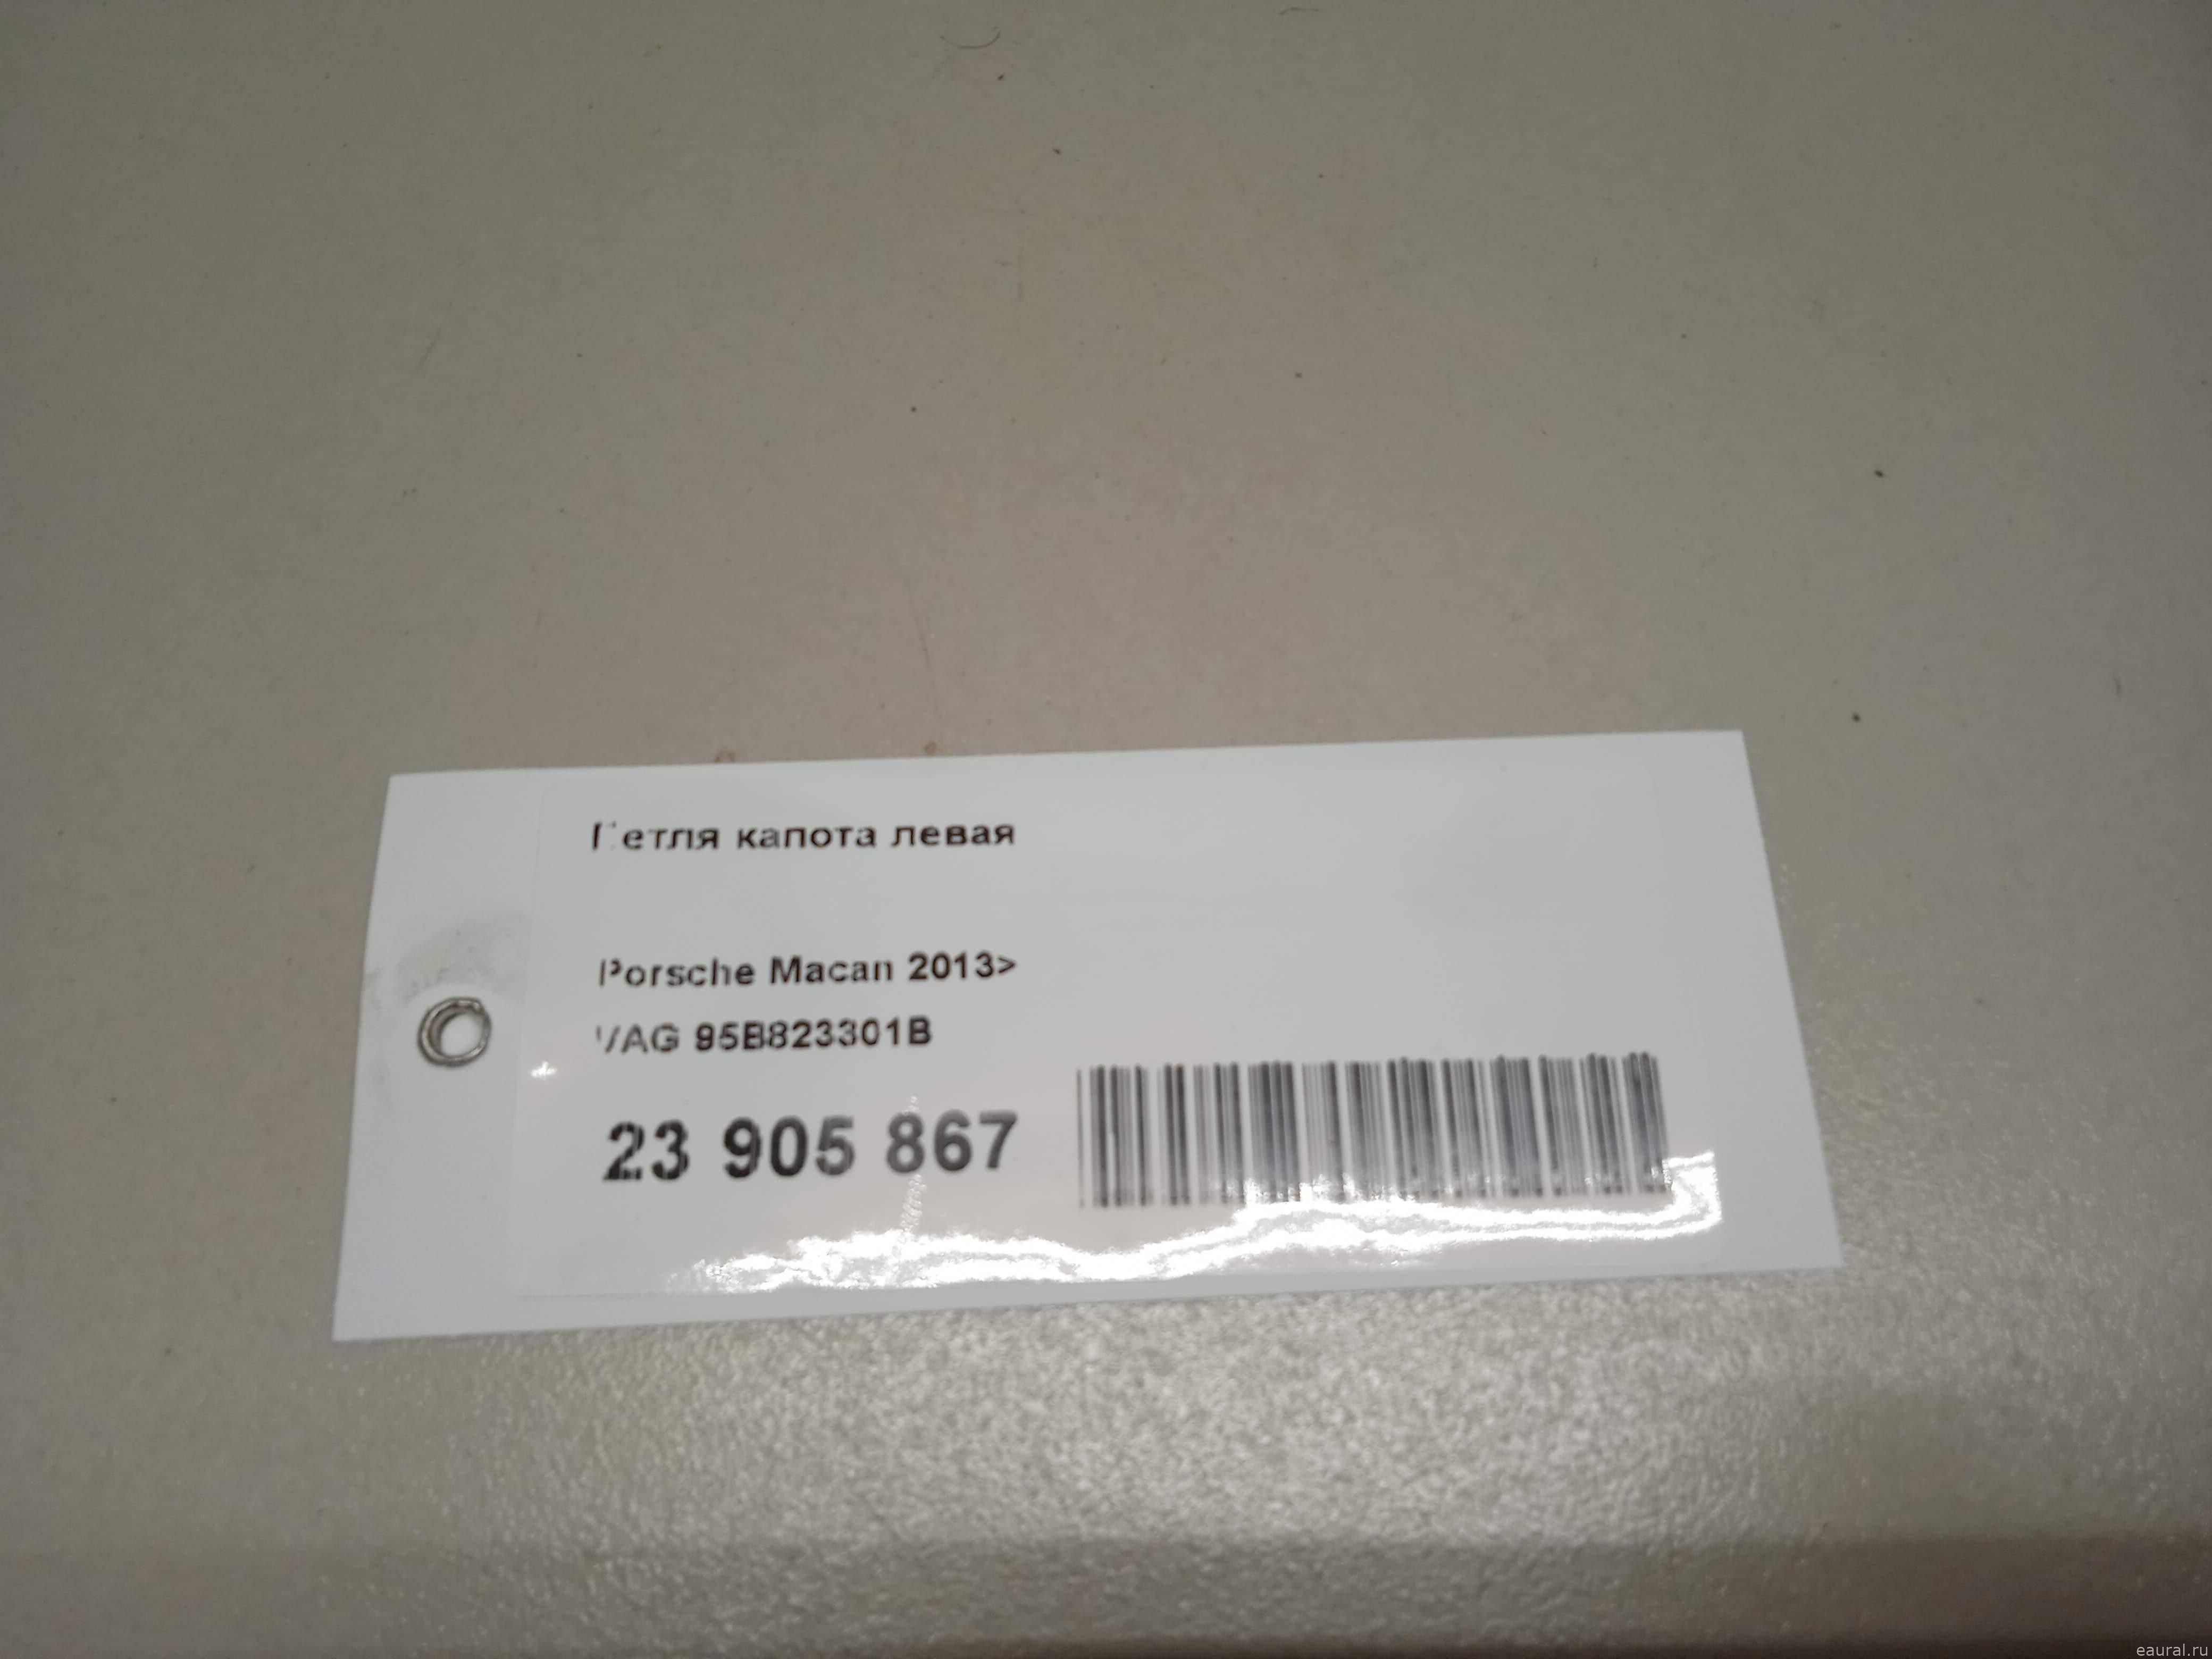 Петля капота левая
Porsche Macan 2013>
VAG 95B823301B
23 905 867
eaural.ru